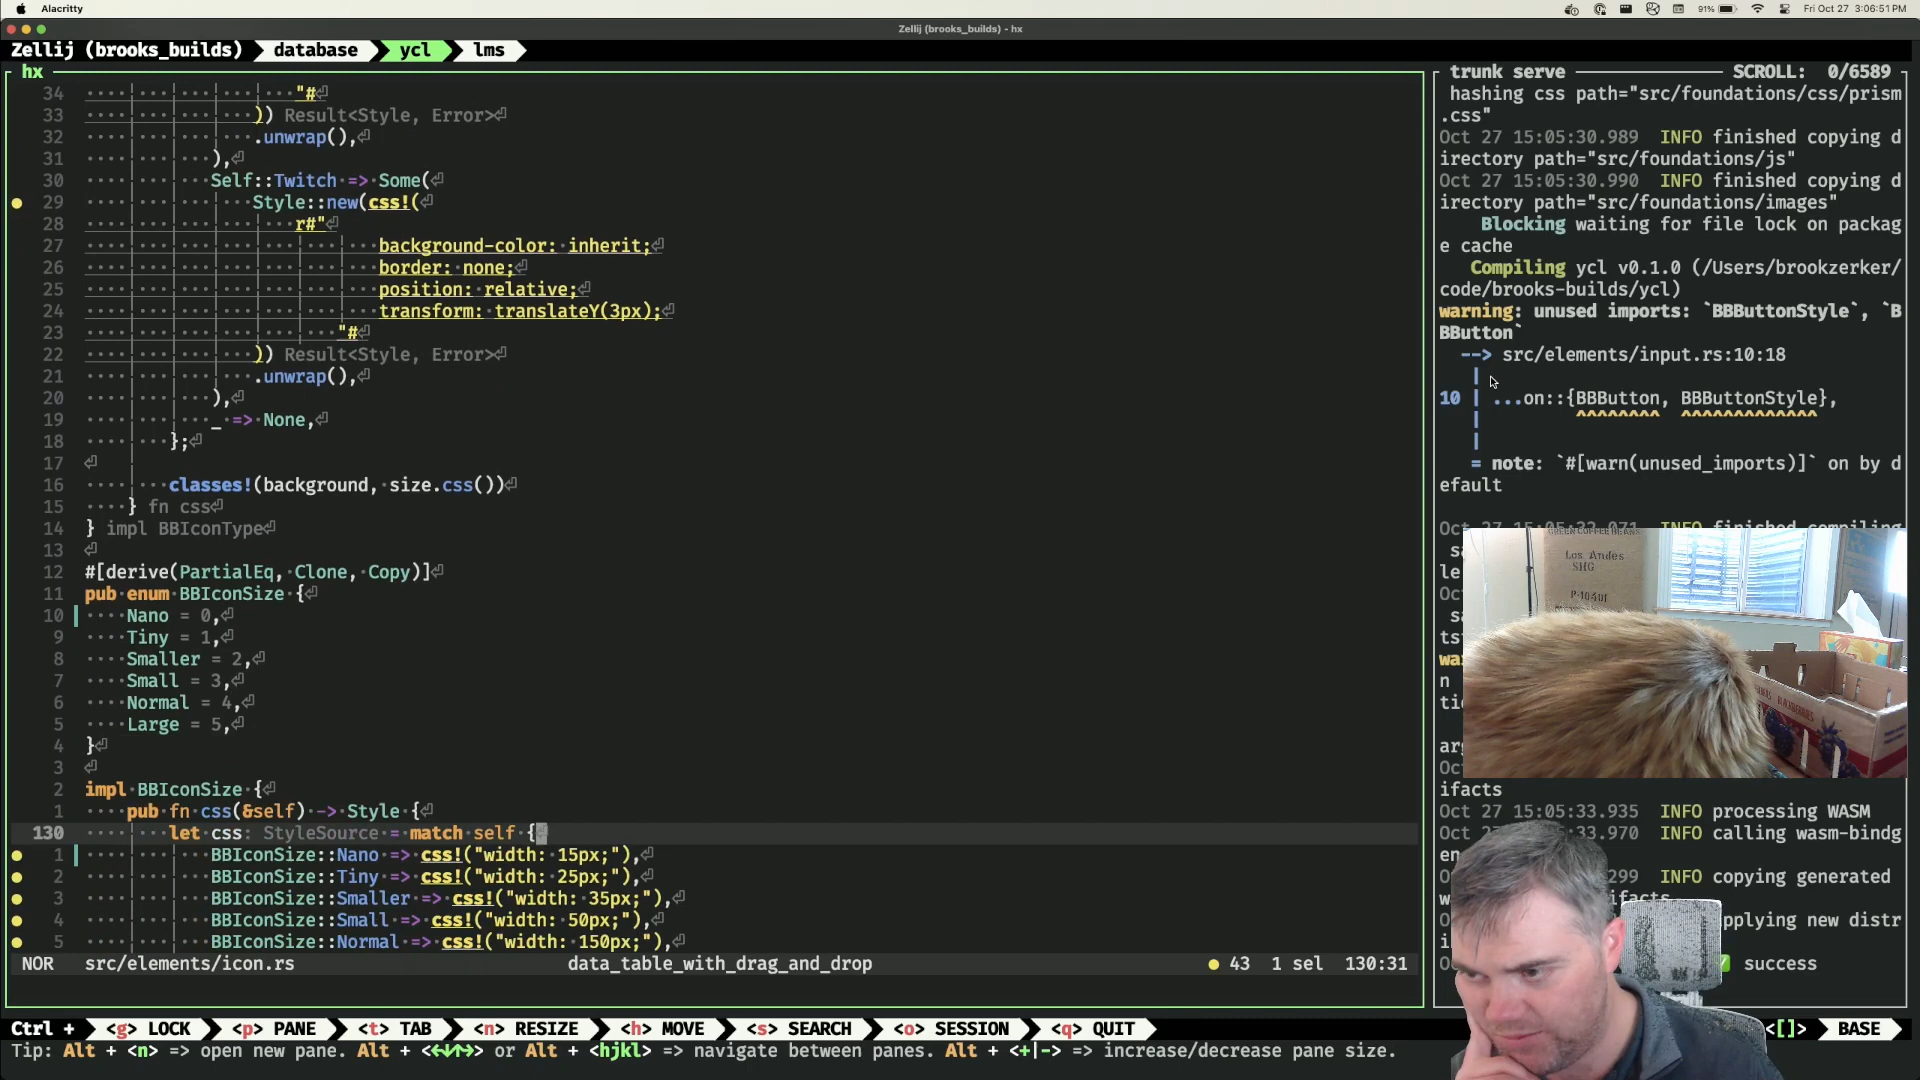 Alacritty
91%
Fri Oct 27 3:06:51 PM
Zellij (brooks_builds) - hx
Zellij (brooks_builds) database ycl lms
hx
34 "#
33 )) Result<Style, Error>
32 .unwrap(),
31 ),
30 Self::Twitch => Some(
29 Style::new(css!(
28 r#"
27 background-color: inherit;
26 border: none;
25 position: relative;
24 transform: translateY(3px);
23 "#
22 )) Result<Style, Error>
21 .unwrap(),
20 ),
19 _ => None,
18 };
17
16 classes!(background, size.css())
15 } fn css
14 } impl BBIconType
13
12 #[derive(PartialEq, Clone, Copy)]
11 pub enum BBIconSize {
10 Nano = 0,
9 Tiny = 1,
8 Smaller = 2,
7 Small = 3,
6 Normal = 4,
5 Large = 5,
4 }
3
2 impl BBIconSize {
1 pub fn css(&self) -> Style {
130 let css: StyleSource = match self {
1 BBIconSize::Nano => css!("width: 15px;"),
2 BBIconSize::Tiny => css!("width: 25px;"),
3 BBIconSize::Smaller => css!("width: 35px;"),
4 BBIconSize::Small => css!("width: 50px;"),
5 BBIconSize::Normal => css!("width: 150px;"),
NOR src/elements/icon.rs data_table_with_drag_and_drop 43 1 sel 130:31
trunk serve SCROLL: 0/6589
hashing css path="src/foundations/css/prism
.css"
Oct 27 15:05:30.989 INFO finished copying d
irectory path="src/foundations/js"
Oct 27 15:05:30.990 INFO finished copying d
irectory path="src/foundations/images"
Blocking waiting for file lock on packag
e cache
Compiling ycl v0.1.0 (/Users/brookzerker/
code/brooks-builds/ycl)
warning: unused imports: `BBButtonStyle`, `B
BButton`
--> src/elements/input.rs:10:18
|
10 | ...on::{BBButton, BBButtonStyle},
| ^^^^^^^^ ^^^^^^^^^^^^^
|
= note: `#[warn(unused_imports)]` on by d
efault
Oct 27 15:05:32.071 INFO finished compiling
Los Andes
SHG
ifacts
Oct 27 15:05:33.935 INFO processing WASM
INFO calling wasm-bindg
en
299 INFO copying generated
ifacts
pplying new distr
success
Ctrl + <g> LOCK <p> PANE <t> TAB <n> RESIZE <h> MOVE <s> SEARCH <o> SESSION <q> QUIT <[]> BASE
Tip: Alt + <n> => open new pane. Alt + <←↓↑→> or Alt + <hjkl> => navigate between panes. Alt + <+|-> => increase/decrease pane size.